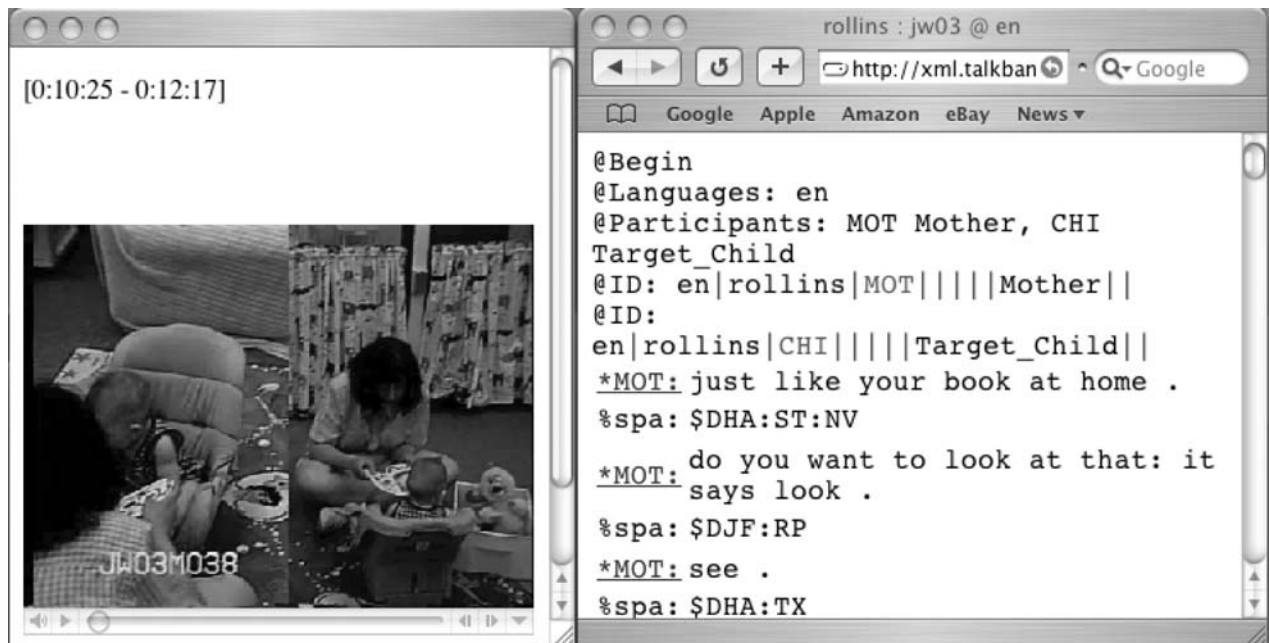 [0:10:25 - 0:12:17]
JW03M038
rollins : jw03 @ en
http://xml.talkban
Google
Google Apple Amazon eBay News
@Begin
@Languages: en
@Participants: MOT Mother, CHI
Target_Child
@ID: en|rollins|MOT|||||Mother||
@ID:
en|rollins|CHI|||||Target_Child||
*MOT: just like your book at home .
%spa: $DHA:ST:NV
*MOT: do you want to look at that: it
says look .
%spa: $DJF:RP
*MOT: see .
%spa: $DHA:TX